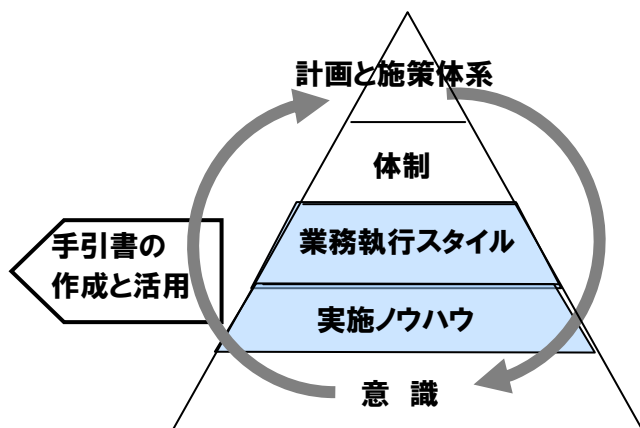 計画と施策体系
体制
業務執行スタイル
実施ノウハウ
意 識
手引書の
作成と活用